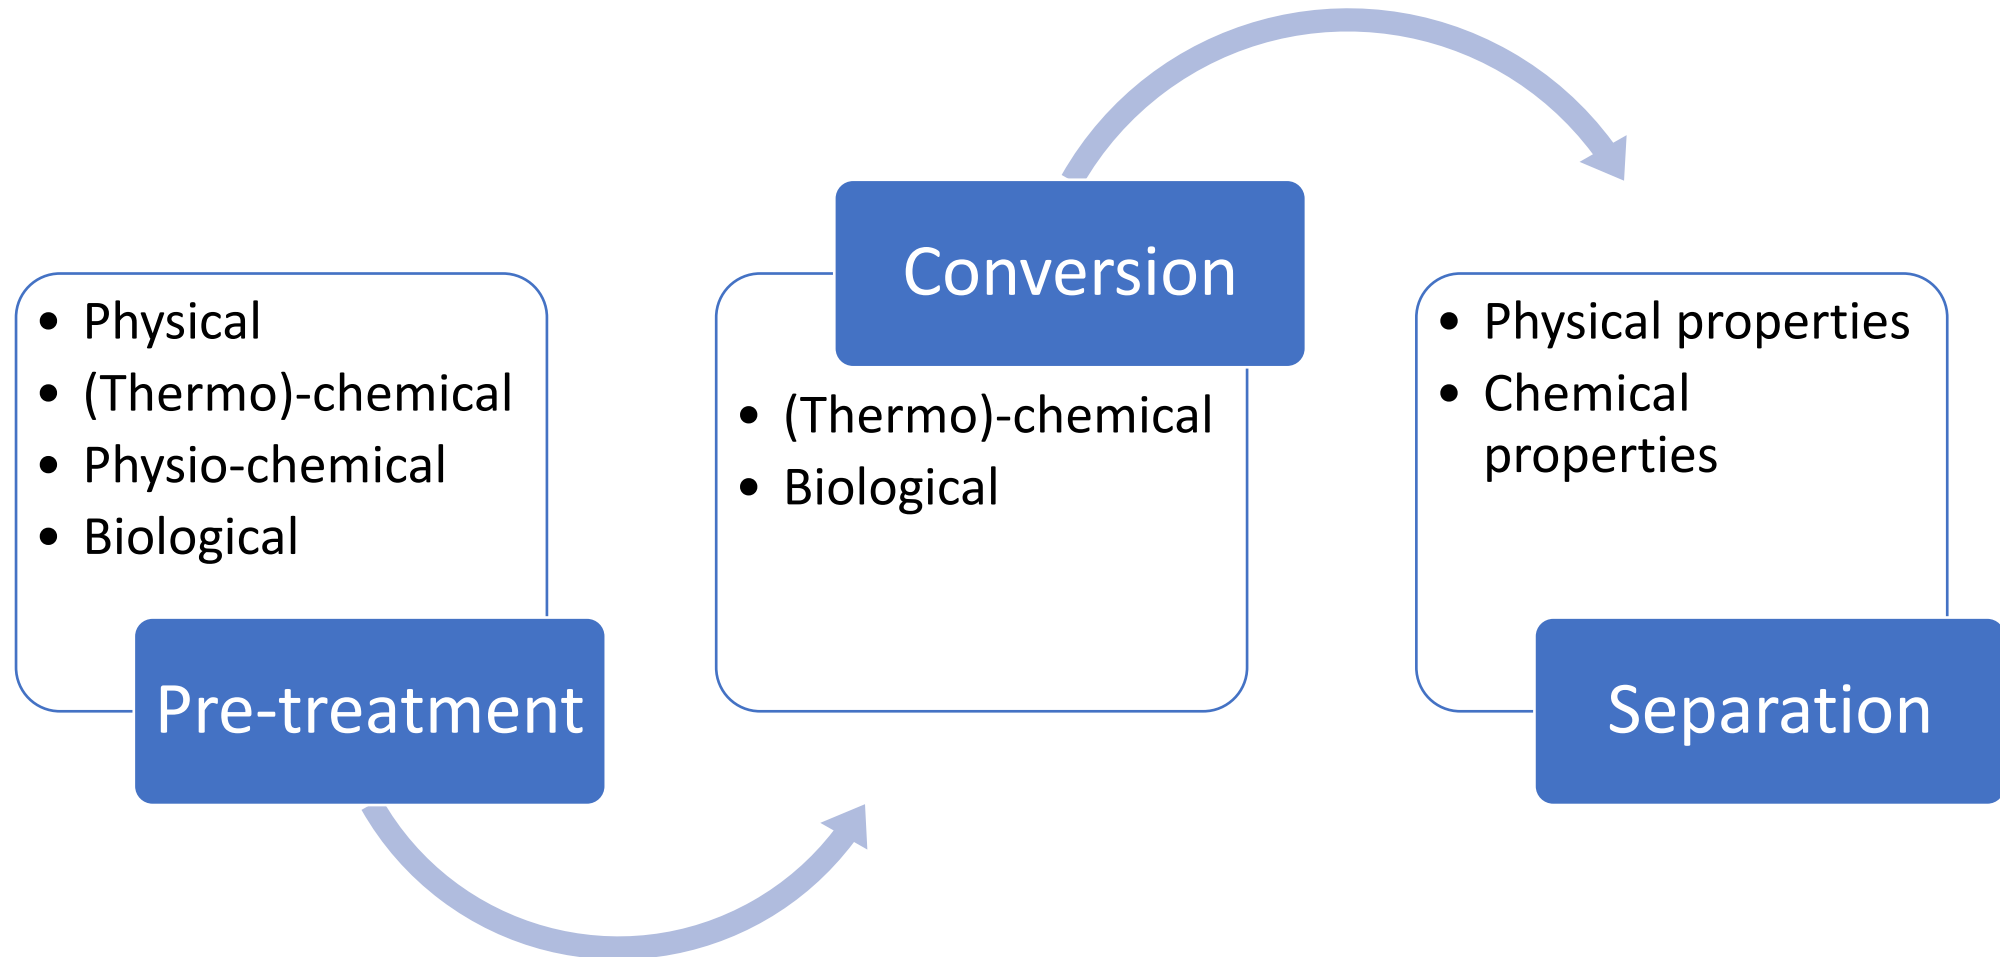 • Physical
• (Thermo)-chemical
• Physio-chemical
• Biological
Pre-treatment
Conversion
• (Thermo)-chemical
• Biological
• Physical properties
• Chemical
properties
Separation